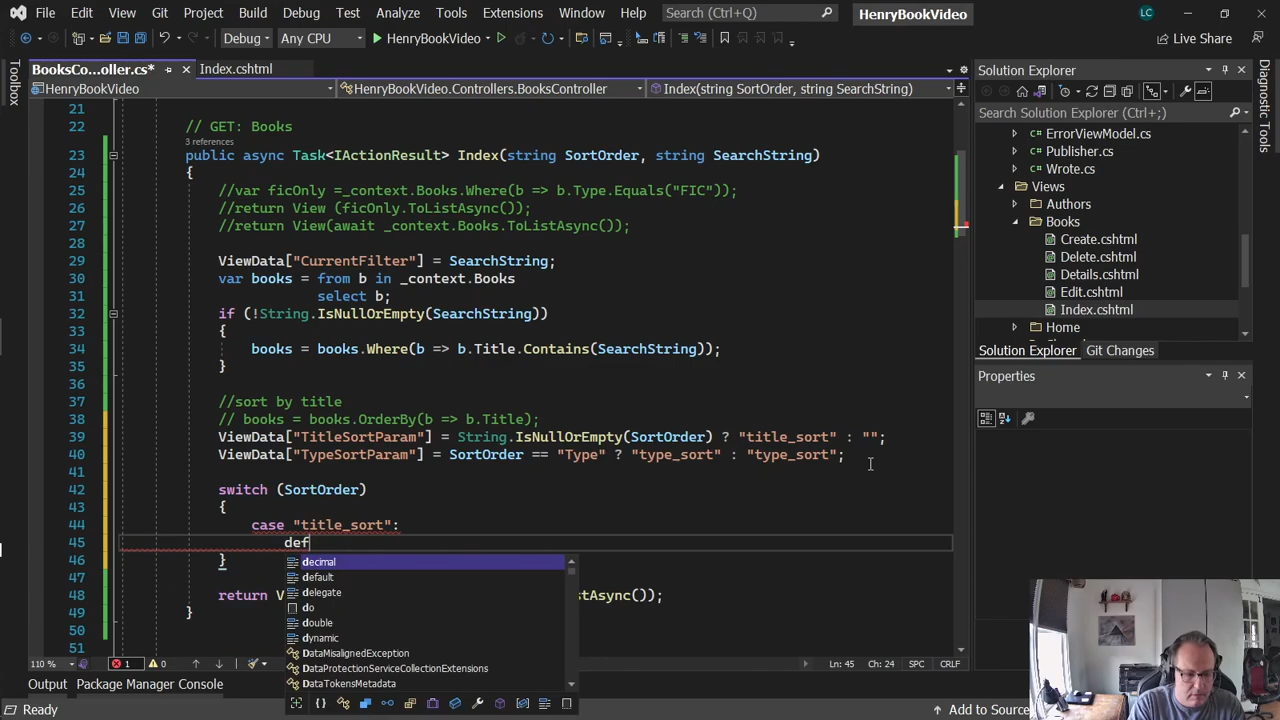 File Edit View Git Project Build Debug Test Analyze Tools Extensions Window Help Search (Ctrl+Q) HenryBookVideo LC
Debug Any CPU HenryBookVideo Live Share
BooksCo...oller.cs* Index.cshtml
HenryBookVideo HenryBookVideo.Controllers.BooksController Index(string SortOrder, string SearchString)
Toolbox
21
22 // GET: Books
3 references
23 public async Task<IActionResult> Index(string SortOrder, string SearchString)
24 {
25 //var ficOnly =_context.Books.Where(b => b.Type.Equals("FIC"));
26 //return View (ficOnly.ToListAsync());
27 //return View(await _context.Books.ToListAsync());
28
29 ViewData["CurrentFilter"] = SearchString;
30 var books = from b in _context.Books
31 select b;
32 if (!String.IsNullOrEmpty(SearchString))
33 {
34 books = books.Where(b => b.Title.Contains(SearchString));
35 }
36
37 //sort by title
38 // books = books.OrderBy(b => b.Title);
39 ViewData["TitleSortParam"] = String.IsNullOrEmpty(SortOrder) ? "title_sort" : "";
40 ViewData["TypeSortParam"] = SortOrder == "Type" ? "type_sort" : "type_sort";
41
42 switch (SortOrder)
43 {
44 case "title_sort":
45 def
46 }
47
48 return V stAsync());
49 }
50
51
decimal
default
delegate
do
double
dynamic
DataMisalignedException
DataProtectionServiceCollectionExtensions
DataTokensMetadata
110 % 1 0 Ln: 45 Ch: 24 SPC CRLF
Output Package Manager Console
Ready Add to Source
Solution Explorer
Search Solution Explorer (Ctrl+;)
C# ErrorViewModel.cs
C# Publisher.cs
C# Wrote.cs
Views
Authors
Books
Create.cshtml
Delete.cshtml
Details.cshtml
Edit.cshtml
Index.cshtml
Home
Solution Explorer Git Changes
Properties
Diagnostic Tools